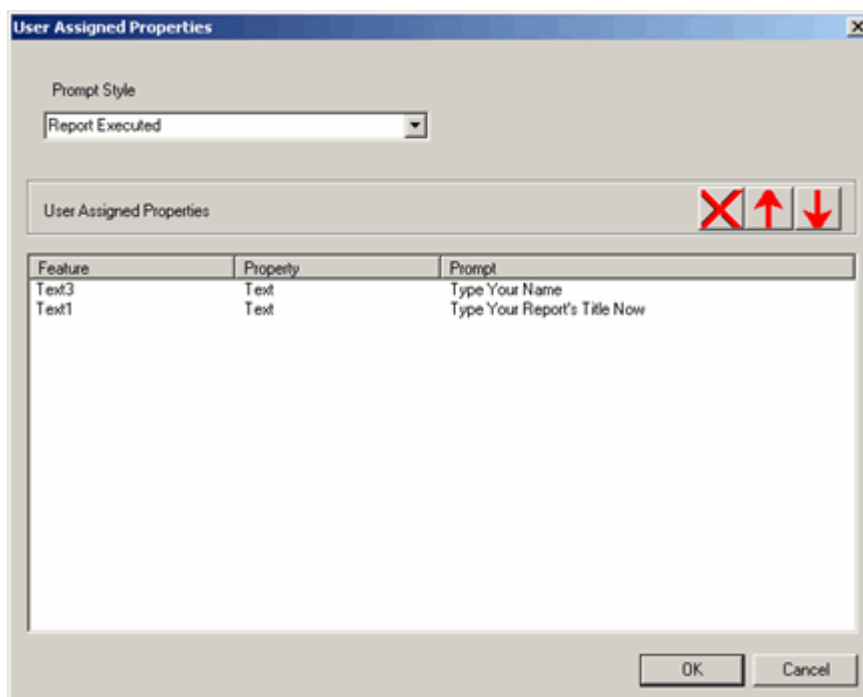 User Assigned Properties
Prompt Style
Report Executed
User Assigned Properties
Feature Property Prompt
Text3 Text Type Your Name
Text1 Text Type Your Report's Title Now
OK Cancel